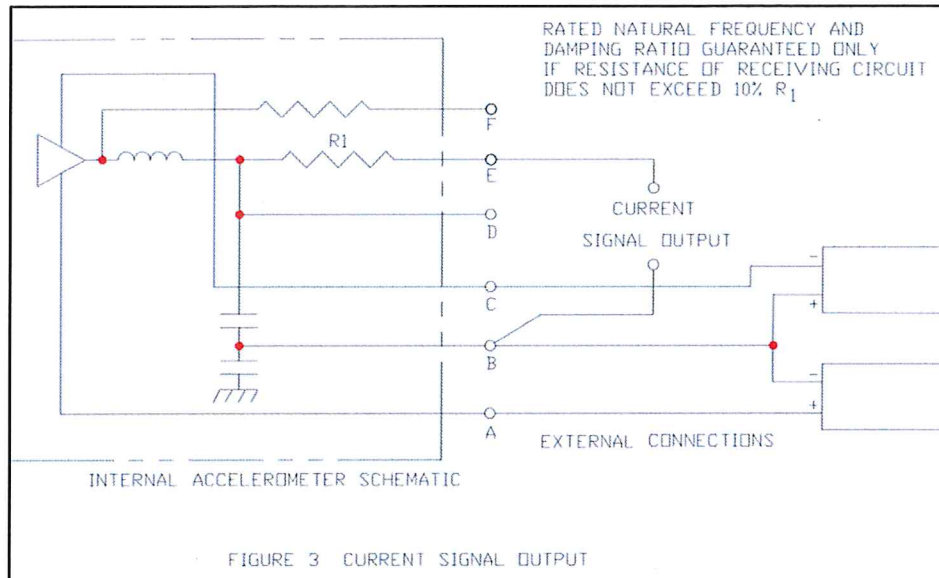 RATED NATURAL FREQUENCY AND
DAMPING RATIO GUARANTEED ONLY
IF RESISTANCE OF RECEIVING CIRCUIT
DOES NOT EXCEED 10% R1
F
R1
E
CURRENT
D
SIGNAL OUTPUT
-
C
+
B
-
+
A
EXTERNAL CONNECTIONS
INTERNAL ACCELEROMETER SCHEMATIC
FIGURE 3 CURRENT SIGNAL OUTPUT